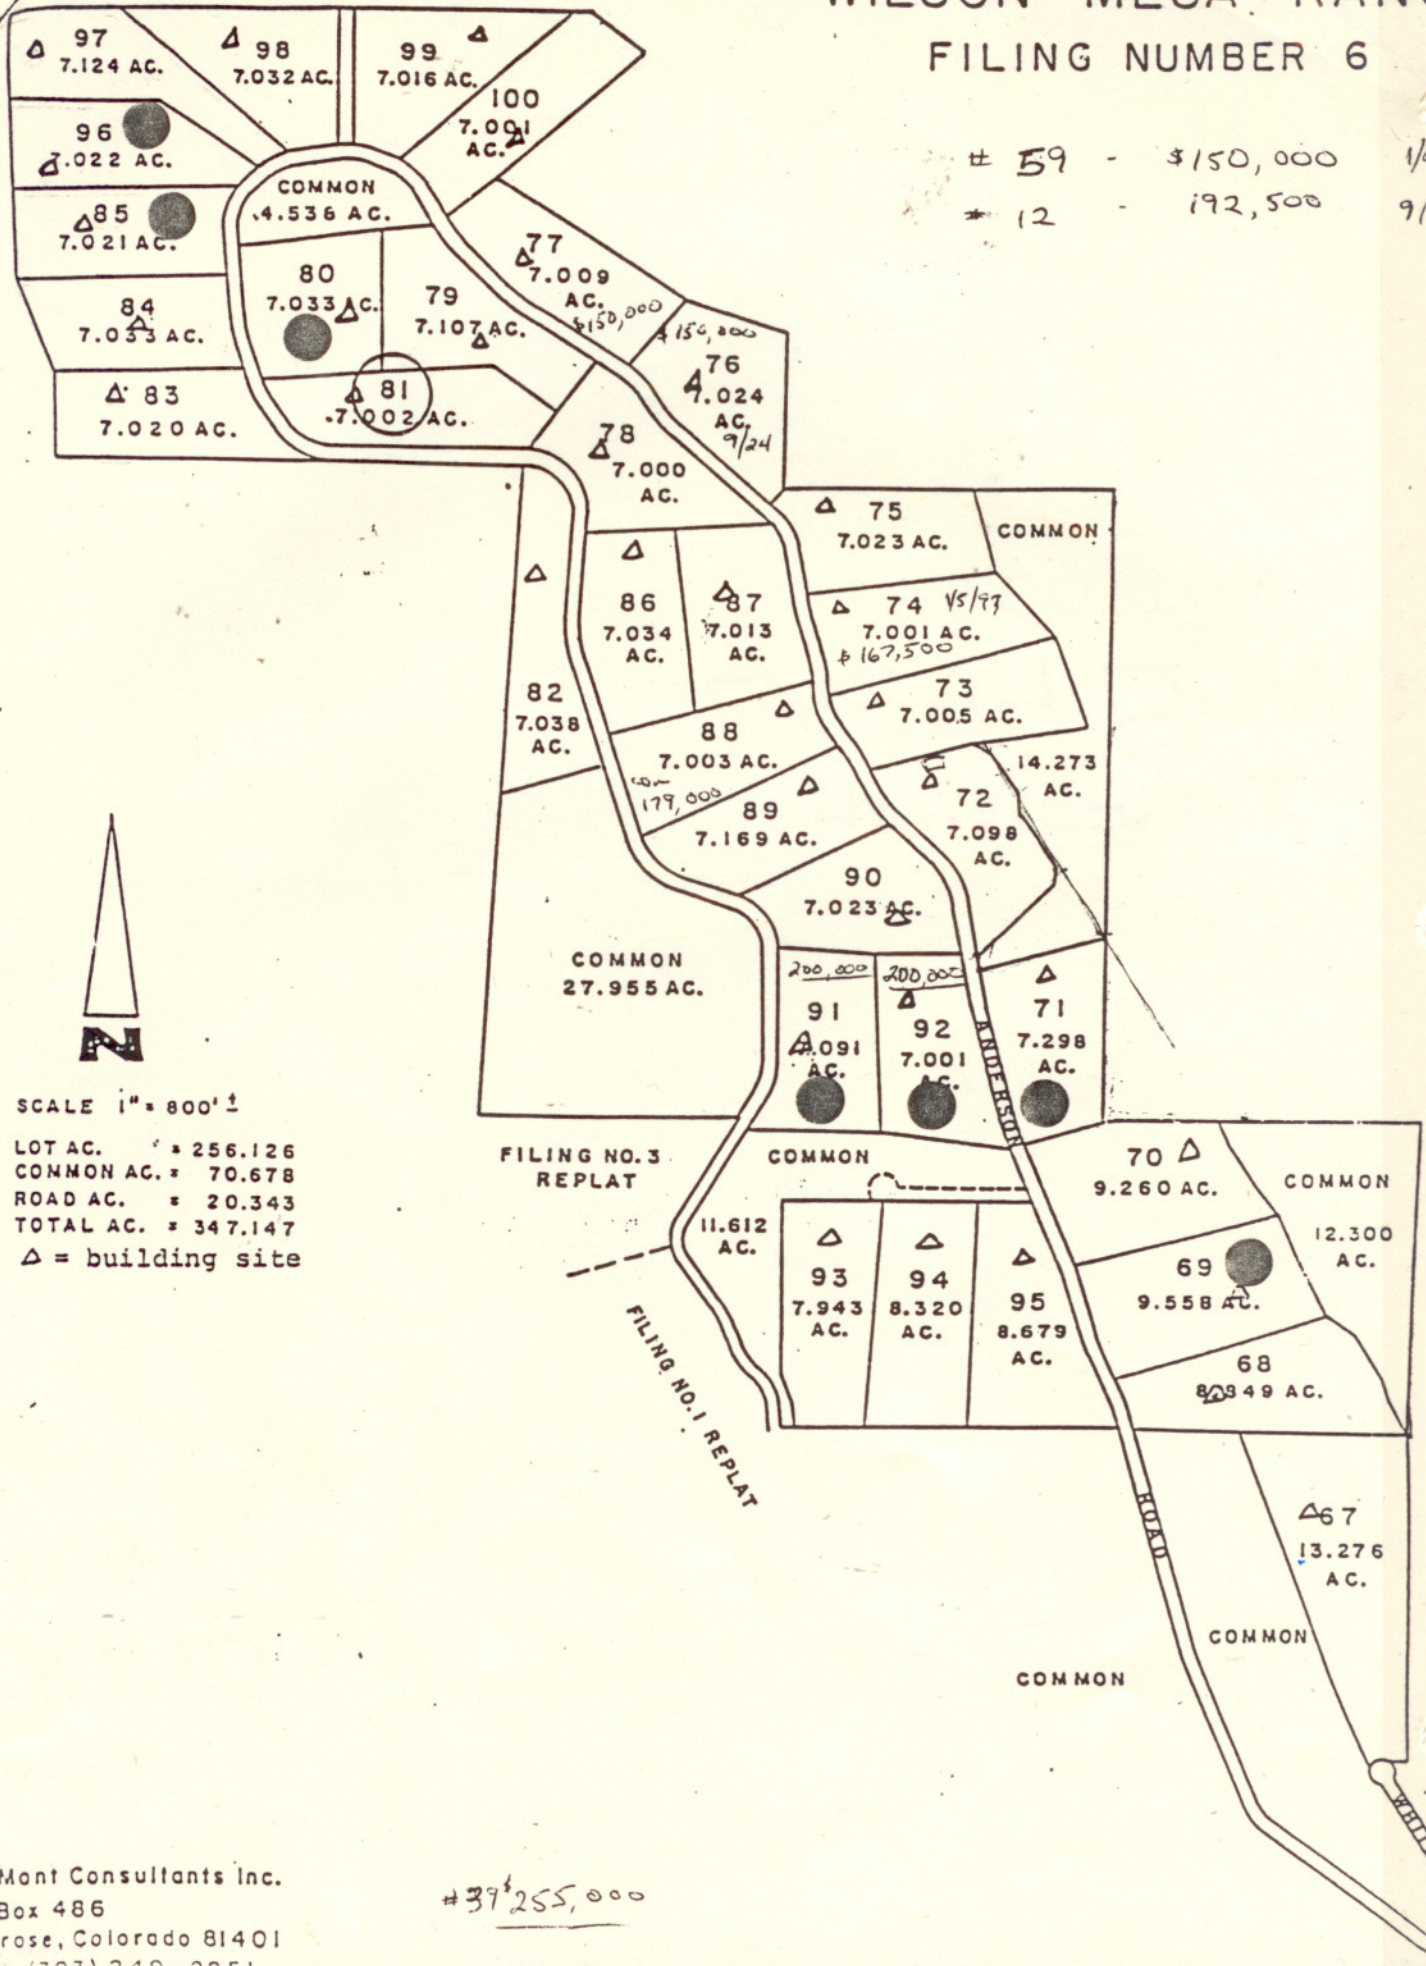 WILSON MESA RAN
FILING NUMBER 6
# 59 - $150,000
# 12 - 192,500
97
7.124 AC.
98
7.032 AC.
99
7.016 AC.
100
7.001
AC.
96
7.022 AC.
COMMON
4.536 AC.
85
7.021 AC.
77
7.009
AC.
$150,000
80
7.033 AC.
79
7.107 AC.
84
7.033 AC.
$150,000
76
7.024
AC.
9/24
83
7.020 AC.
81
7.002 AC.
78
7.000
AC.
75
7.023 AC.
COMMON
86
7.034
AC.
87
7.013
AC.
74
7.001 AC.
$167,500
82
7.038
AC.
73
7.005 AC.
88
7.003 AC.
179,000
14.273
AC.
89
7.169 AC.
72
7.098
AC.
90
7.023 AC.
COMMON
27.955 AC.
200,000
91
7.091
AC.
200,000
92
7.001
AC.
71
7.298
AC.
ANDERSON
N
SCALE 1" = 800' ±
LOT AC. = 256.126
COMMON AC. = 70.678
ROAD AC. = 20.343
TOTAL AC. = 347.147
Δ = building site
FILING NO. 3
REPLAT
COMMON
11.612
AC.
70
9.260 AC.
COMMON
12.300
AC.
93
7.943
AC.
94
8.320
AC.
95
8.679
AC.
69
9.558 AC.
68
8.349 AC.
FILING NO. 1 REPLAT
ROAD
67
13.276
AC.
COMMON
COMMON
WHI
Mont Consultants Inc.
Box 486
rose, Colorado 81401
#39 $255,000